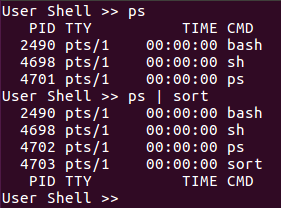 User Shell >> ps
  PID TTY          TIME CMD
 2490 pts/1    00:00:00 bash
 4698 pts/1    00:00:00 sh
 4701 pts/1    00:00:00 ps
User Shell >> ps | sort
 2490 pts/1    00:00:00 bash
 4698 pts/1    00:00:00 sh
 4702 pts/1    00:00:00 ps
 4703 pts/1    00:00:00 sort
  PID TTY          TIME CMD
User Shell >>